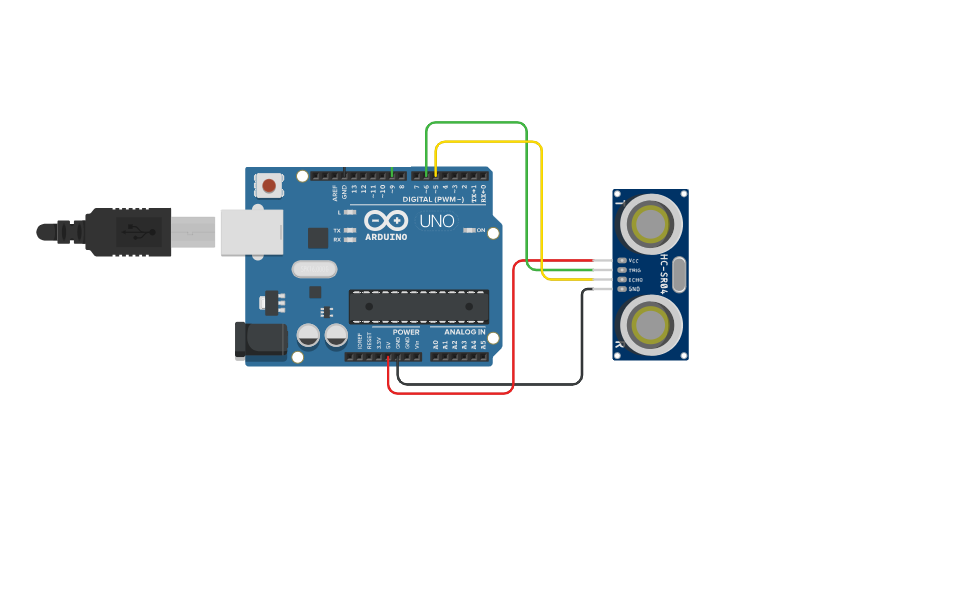 AREF
GND
13
12
~11
~10
~9
8
7
~6
~5
4
~3
2
TX→1
RX←0
DIGITAL (PWM~)
L
TX
RX
ARDUINO
UNO
ON
POWER
ANALOG IN
IOREF
RESET
3.3V
5V
GND
GND
Vin
A0
A1
A2
A3
A4
A5
T
VCC
TRIG
ECHO
GND
HC-SR04
R